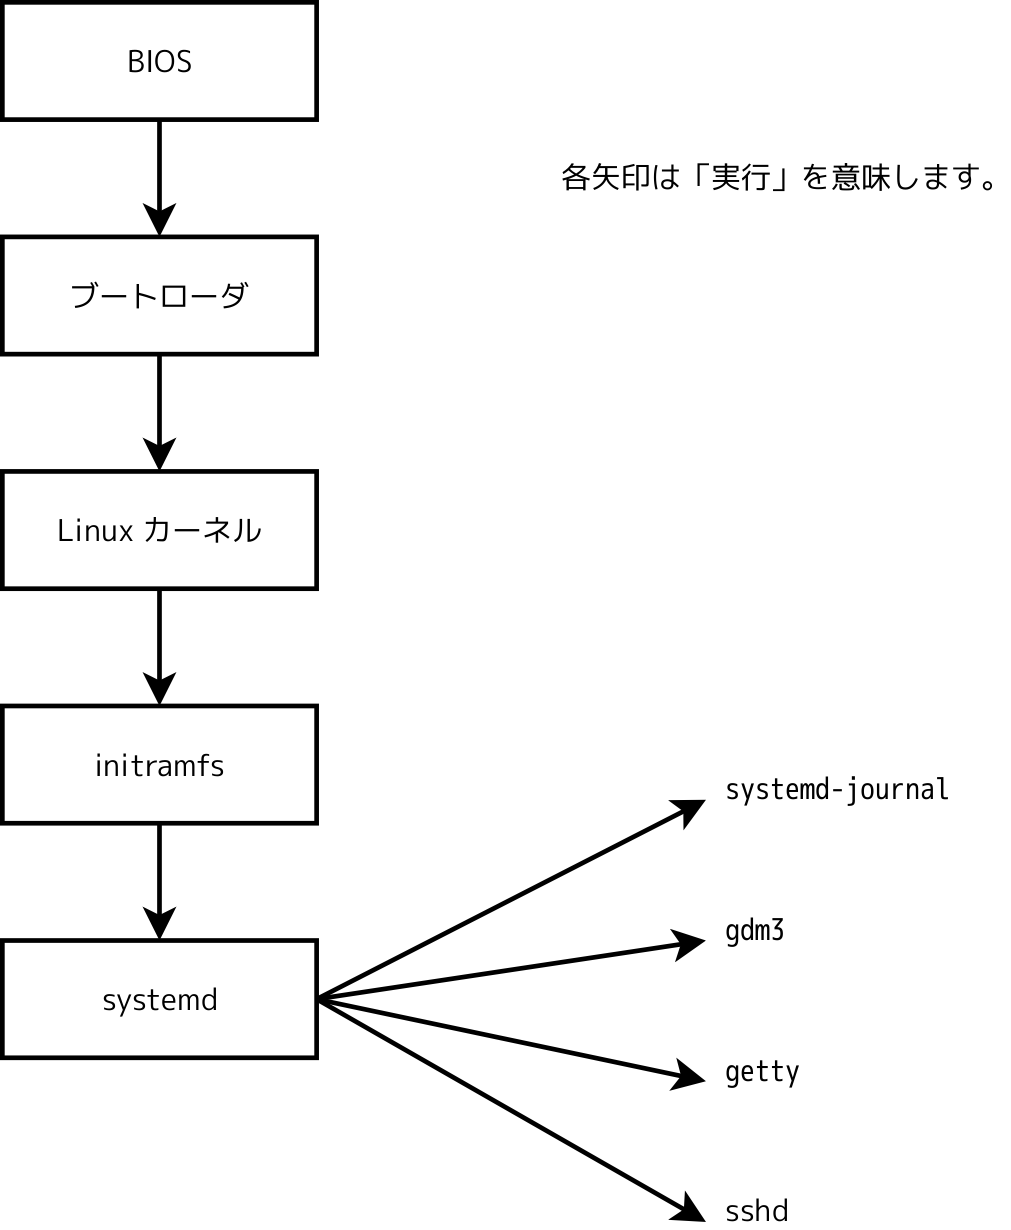 BIOS
各矢印は「実行」を意味します。
ブートローダ
Linux カーネル
initramfs
systemd
systemd-journal
gdm3
getty
sshd